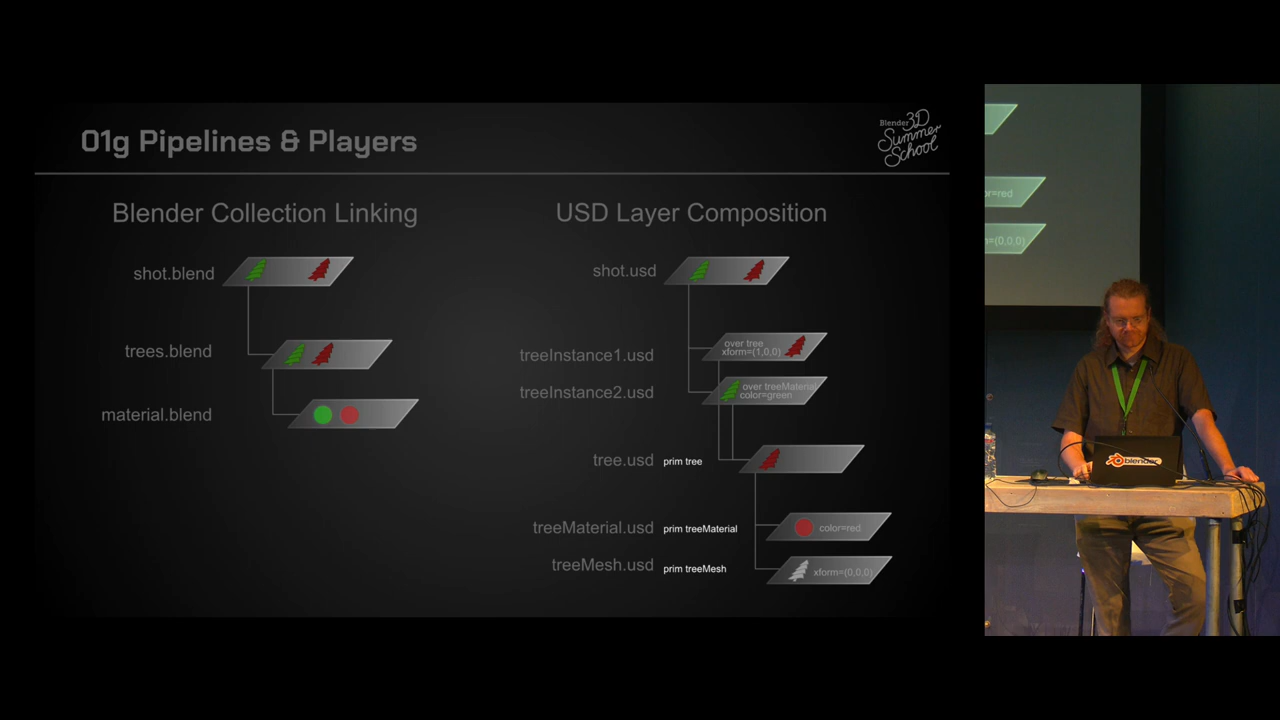 01g Pipelines & Players
Blender 3D
Summer
School
Blender Collection Linking
shot.blend
trees.blend
material.blend
USD Layer Composition
shot.usd
treeInstance1.usd
over tree
xform=(1,0,0)
treeInstance2.usd
over treeMaterial
color=green
tree.usd prim tree
treeMaterial.usd prim treeMaterial
color=red
treeMesh.usd prim treeMesh
xform=(0,0,0)
or=red
=(0,0,0)
blender